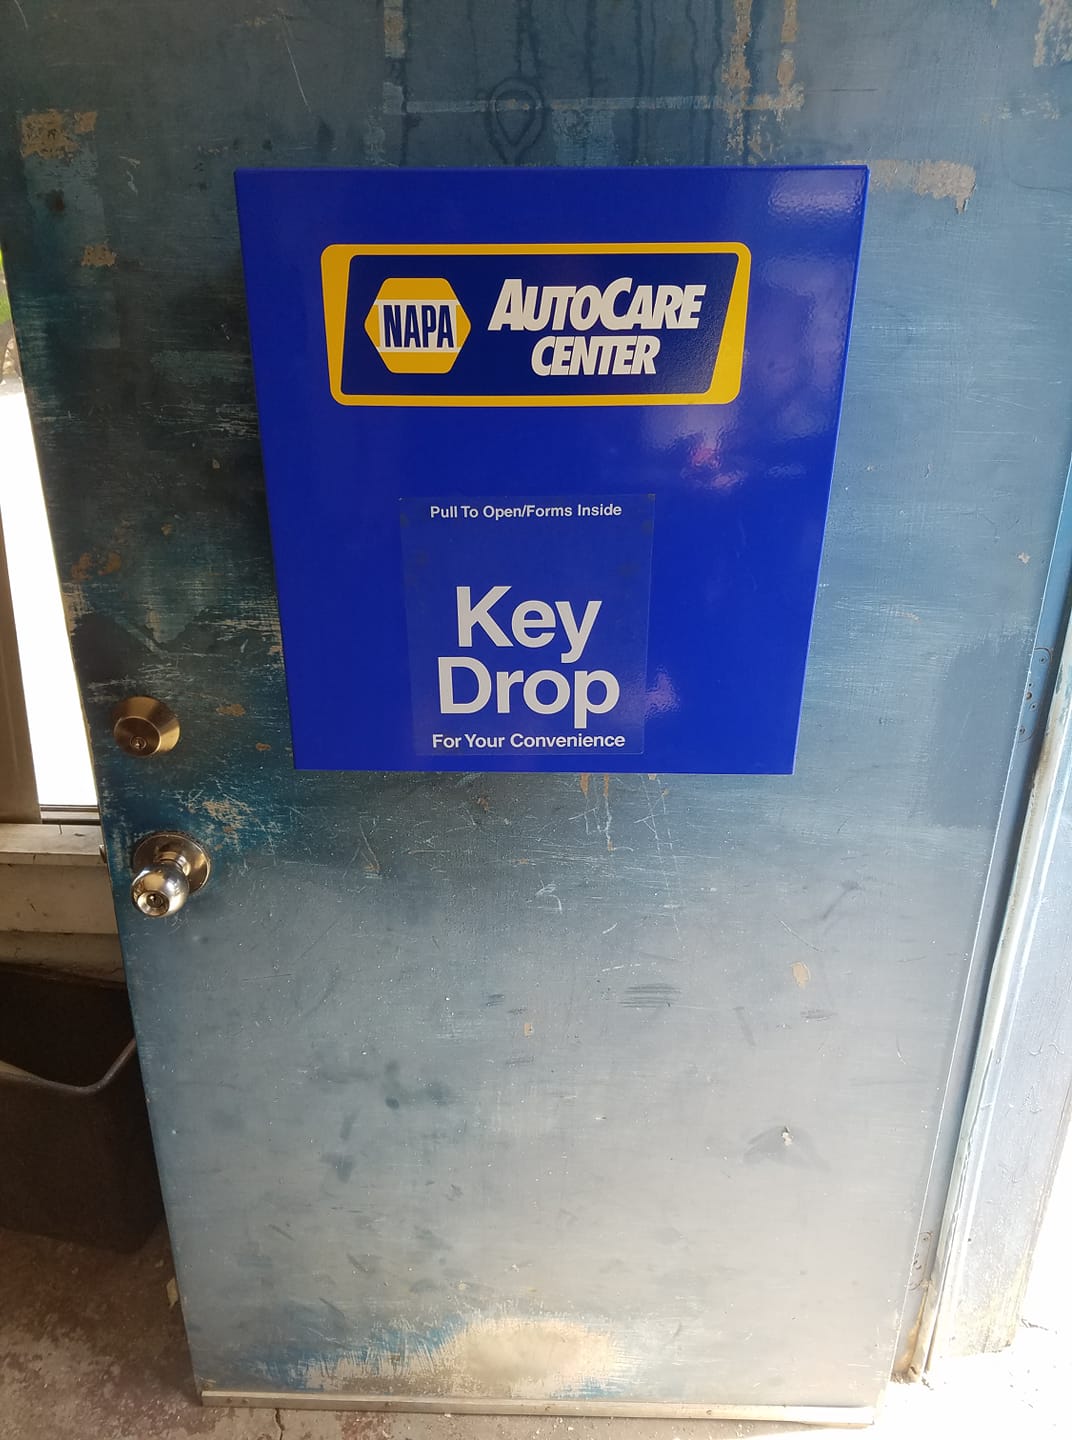 NAPA
AUTOCARE
CENTER
Pull To Open/Forms Inside
Key
Drop
For Your Convenience